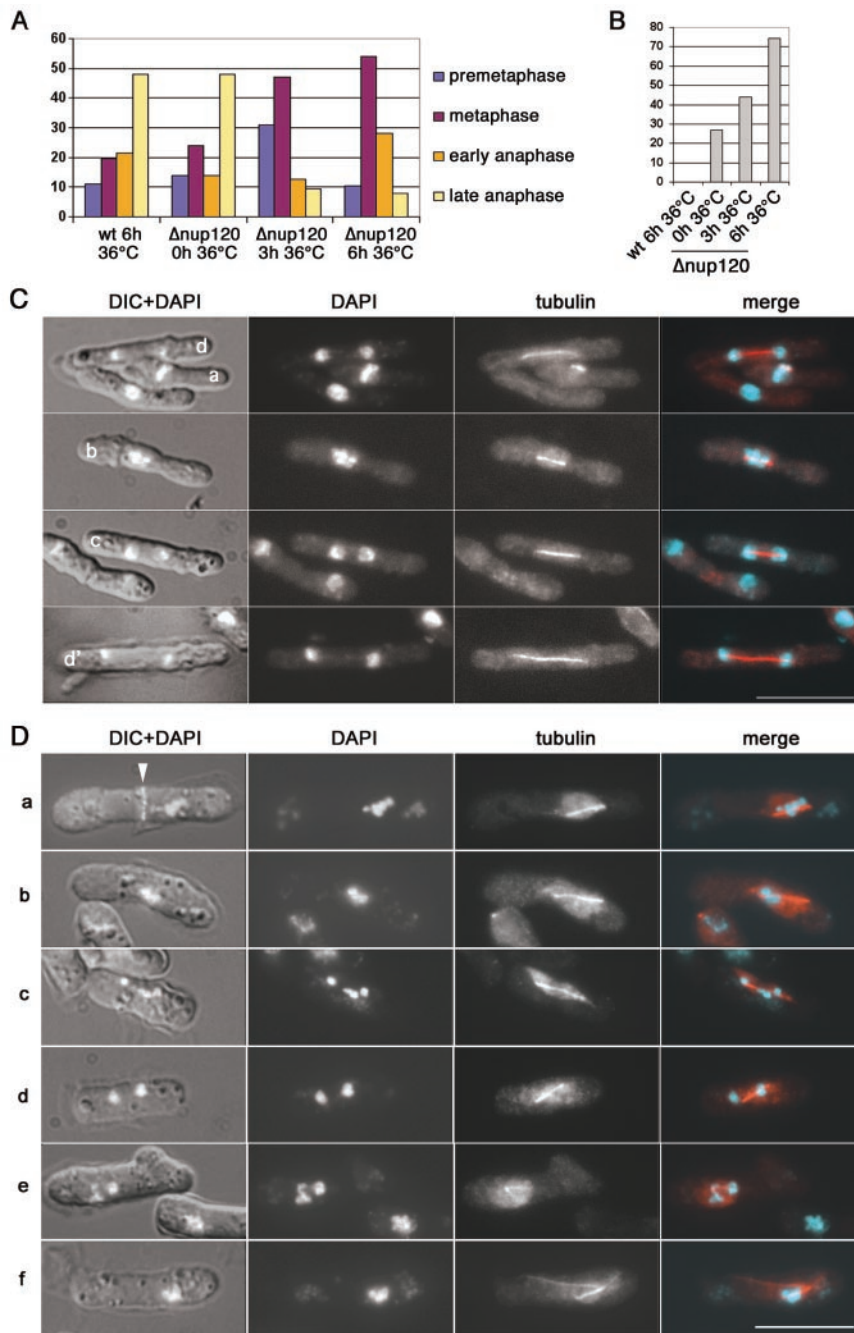 A
60
50
40
30
20
10
0
wt 6h
36°C
Δnup120
0h 36°C
Δnup120
3h 36°C
Δnup120
6h 36°C
premetaphase
metaphase
early anaphase
late anaphase
B
80
70
60
50
40
30
20
10
0
wt 6h 36°C
0h 36°C
3h 36°C
6h 36°C
Δnup120
C
DIC+DAPI DAPI tubulin merge
d
a
b
c
d'
D
DIC+DAPI DAPI tubulin merge
a
b
c
d
e
f